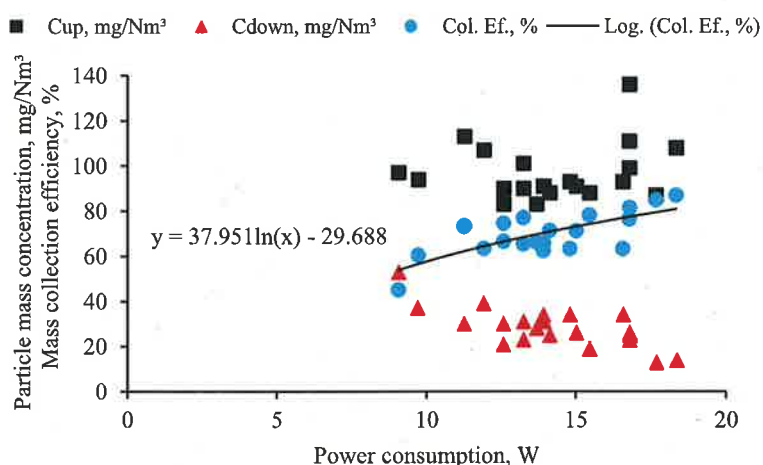 Cup, mg/Nm³ Cdown, mg/Nm³ Col. Ef., % Log. (Col. Ef., %)
Particle mass concentration, mg/Nm³
Mass collection efficiency, %
140
120
100
80
60
40
20
0
y = 37.951ln(x) - 29.688
0 5 10 15 20
Power consumption, W